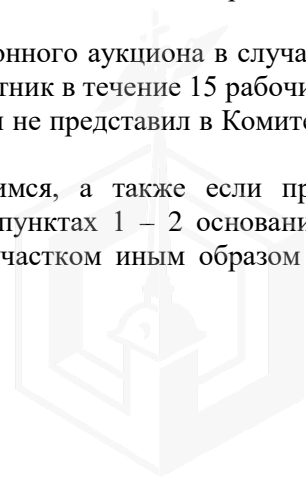 онного аукциона в случа
тник в течение 15 рабочи
не представил в Комит
имся, а также если пр
пунктах 1 – 2 основани
частком иным образом